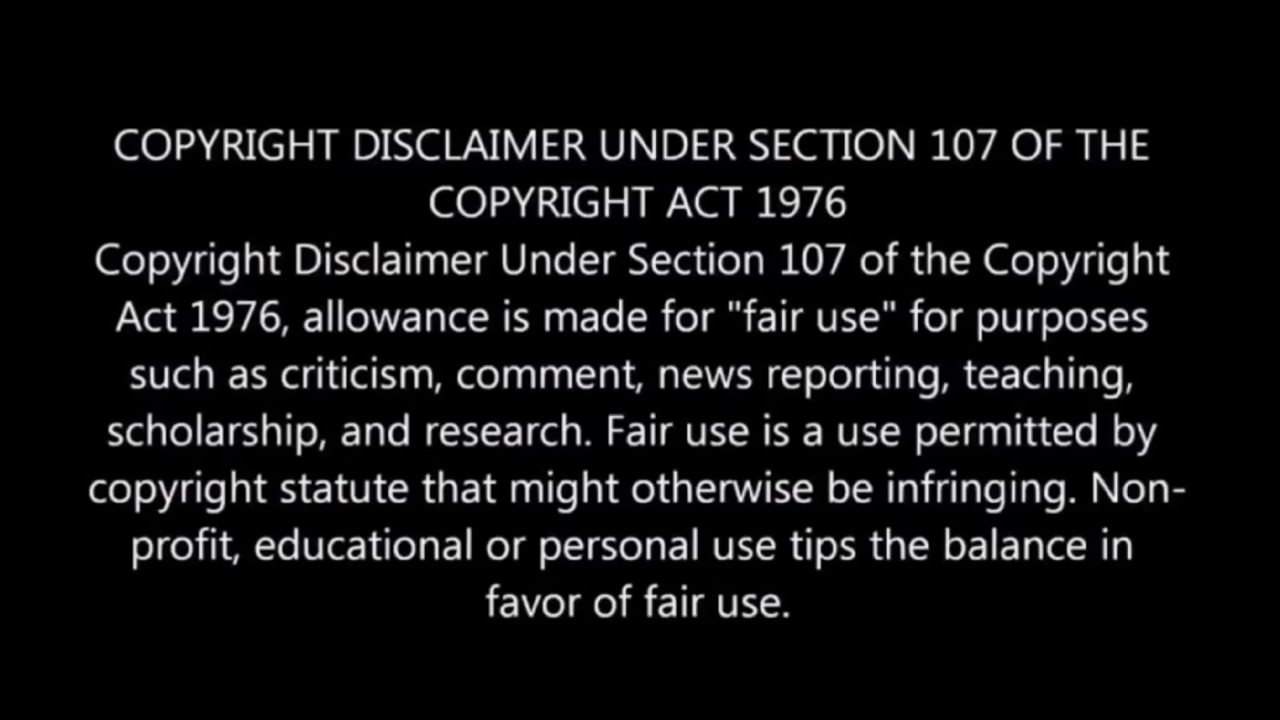 COPYRIGHT DISCLAIMER UNDER SECTION 107 OF THE
COPYRIGHT ACT 1976
Copyright Disclaimer Under Section 107 of the Copyright
Act 1976, allowance is made for "fair use" for purposes
such as criticism, comment, news reporting, teaching,
scholarship, and research. Fair use is a use permitted by
copyright statute that might otherwise be infringing. Non-
profit, educational or personal use tips the balance in
favor of fair use.